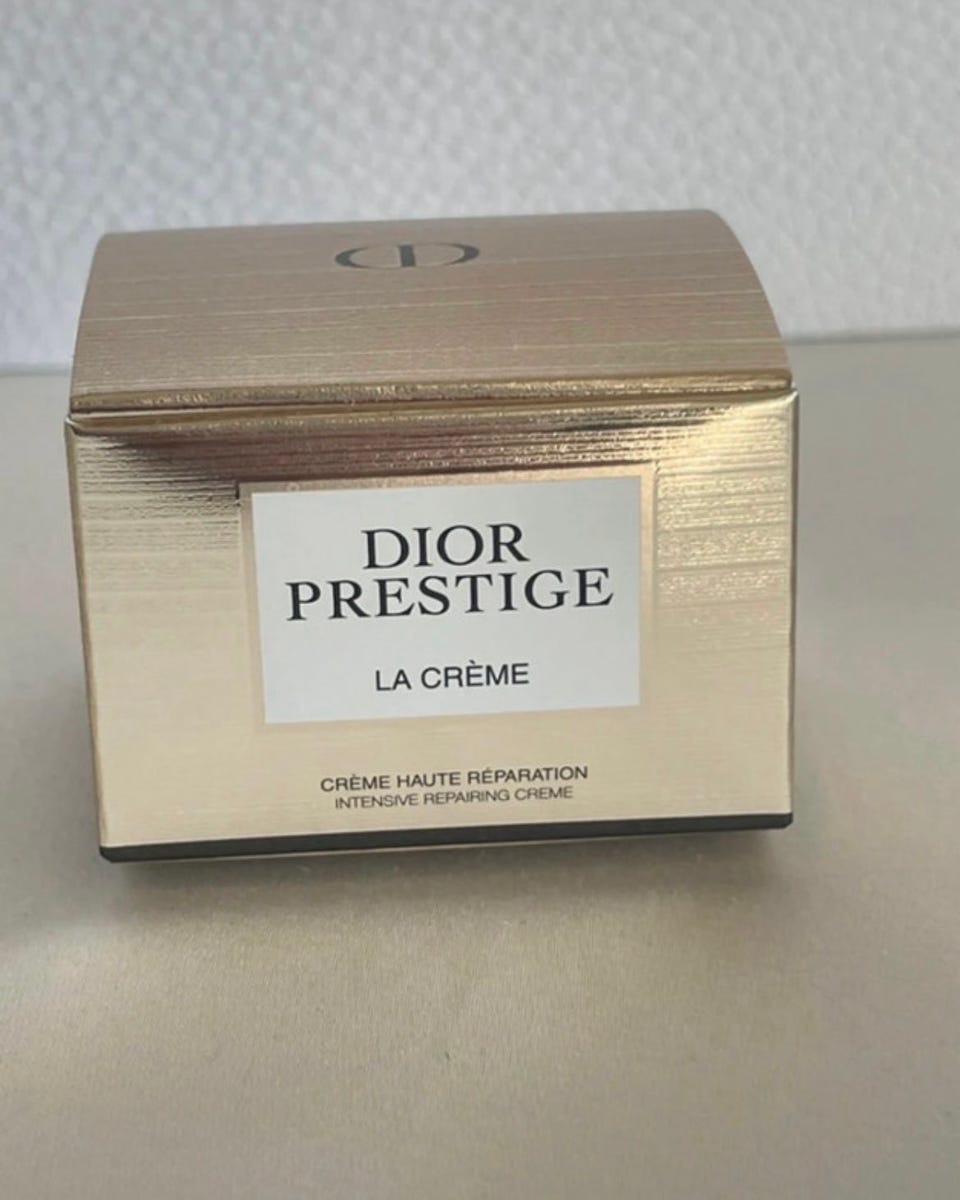 DIOR
PRESTIGE
LA CRÈME
CRÈME HAUTE RÉPARATION
INTENSIVE REPAIRING CREME